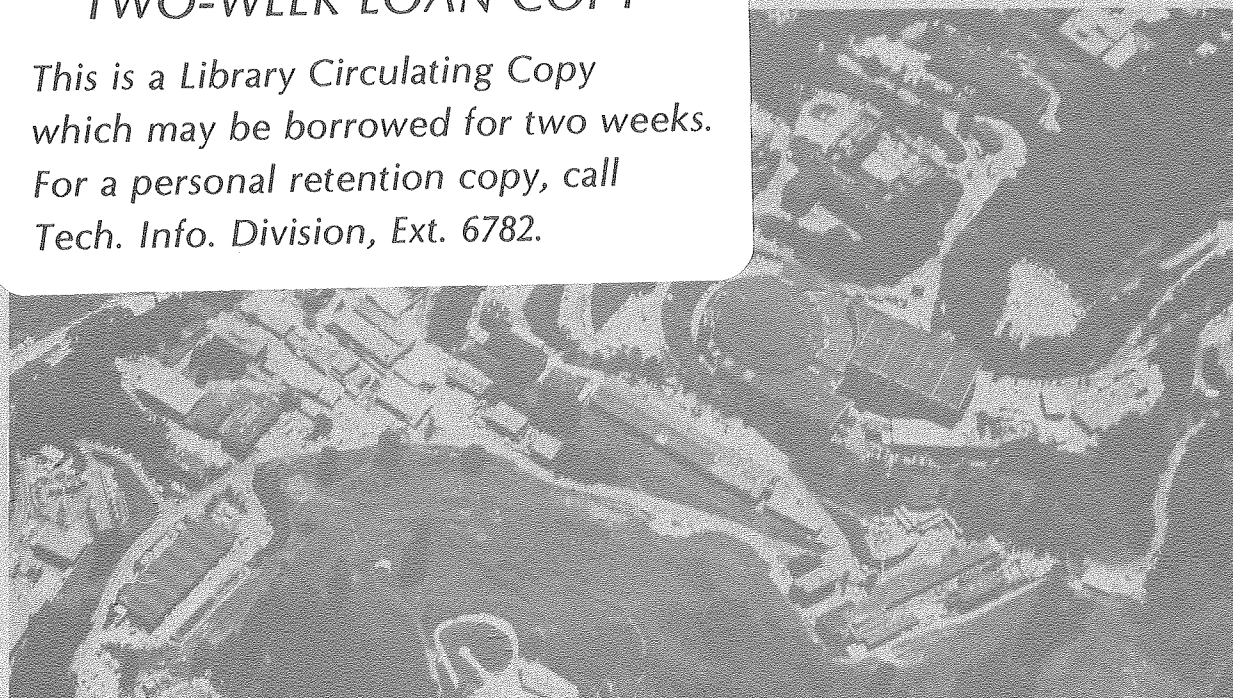 TWO-WEEK LOAN COPY
This is a Library Circulating Copy
which may be borrowed for two weeks.
For a personal retention copy, call
Tech. Info. Division, Ext. 6782.